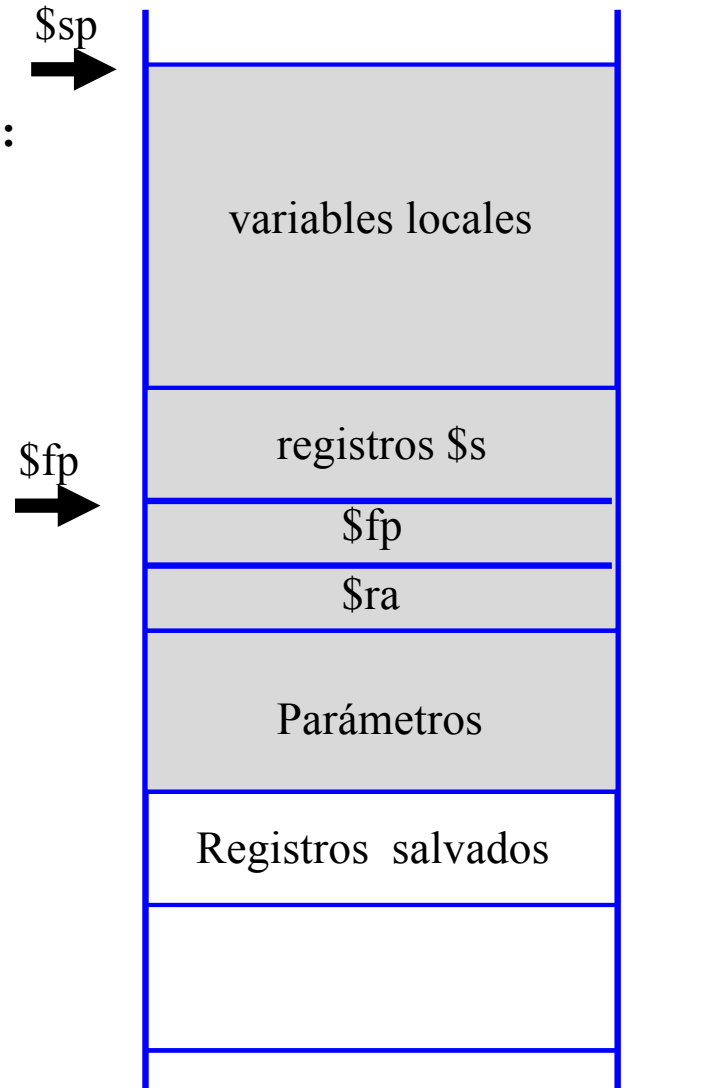 $sp
:
variables locales
registros $s
$fp
$fp
$ra
Parámetros
Registros salvados